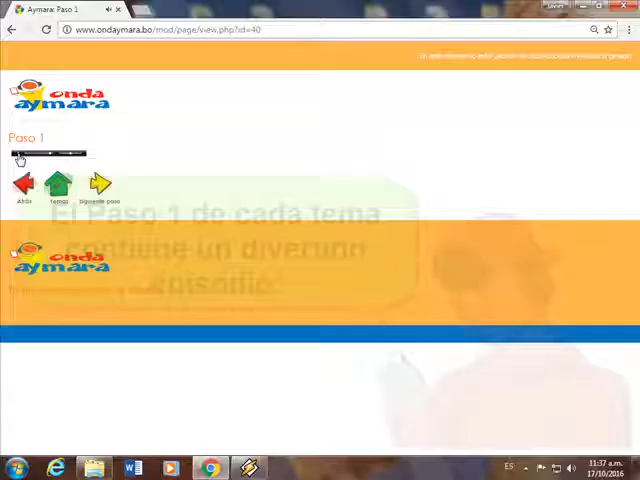 Aymara: Paso 1
www.ondaymara.bo/mod/page/view.php?id=40
onda
aymara
Paso 1
Atrás
Temas
Siguiente paso
El Paso 1 de cada tema
contiene un divertido
episodio
onda
aymara
ES
11:37 a.m.
17/10/2016